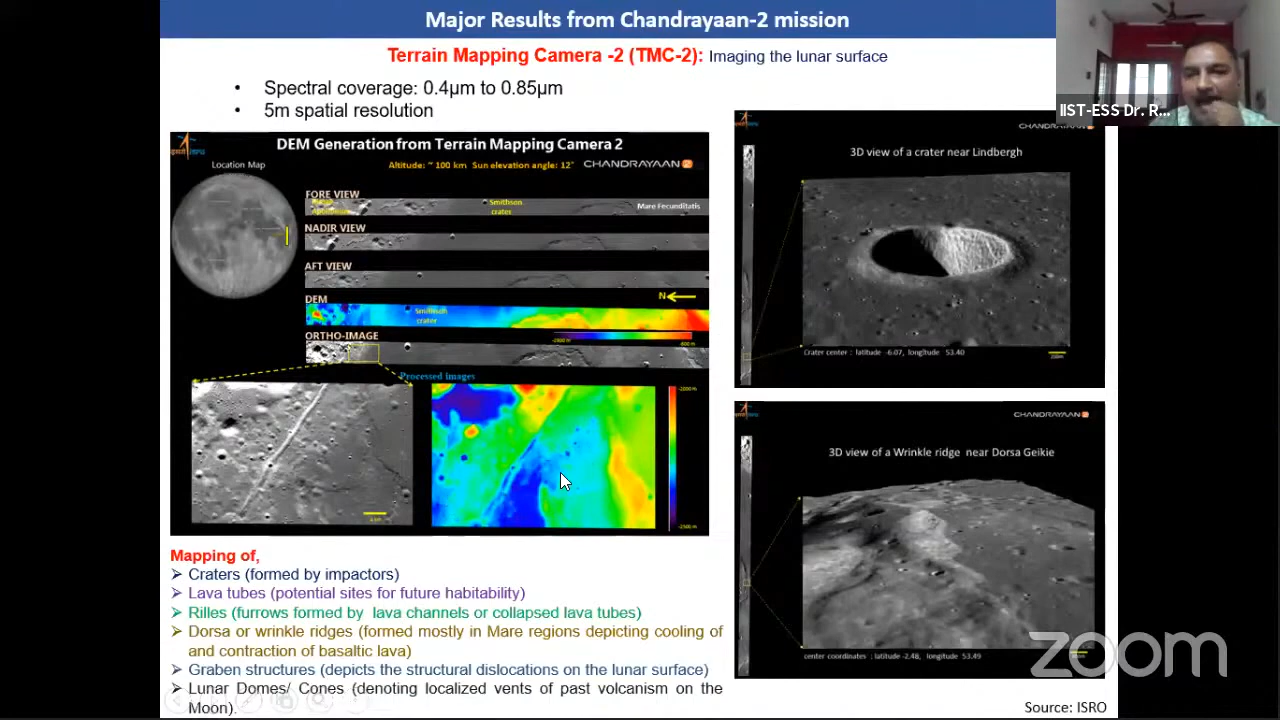 Major Results from Chandrayaan-2 mission
Terrain Mapping Camera -2 (TMC-2): Imaging the lunar surface
• Spectral coverage: 0.4µm to 0.85µm
• 5m spatial resolution
IIST-ESS Dr. R...
DEM Generation from Terrain Mapping Camera 2
Location Map
Altitude: ~ 100 km Sun elevation angle: 12°
CHANDRAYAAN 2
FORE VIEW
Smithson
crater
Mare Fecunditatis
NADIR VIEW
AFT VIEW
DEM
N
Smithson
crater
ORTHO-IMAGE
Processed images
CHANDRAYAAN 2
3D view of a crater near Lindbergh
Crater center : latitude -6.07, longitude 53.40
CHANDRAYAAN 2
3D view of a Wrinkle ridge near Dorsa Geikie
center coordinates : latitude -2.48, longitude 53.49
Mapping of,
➢ Craters (formed by impactors)
➢ Lava tubes (potential sites for future habitability)
➢ Rilles (furrows formed by lava channels or collapsed lava tubes)
➢ Dorsa or wrinkle ridges (formed mostly in Mare regions depicting cooling of
and contraction of basaltic lava)
➢ Graben structures (depicts the structural dislocations on the lunar surface)
➢ Lunar Domes/ Cones (denoting localized vents of past volcanism on the
Moon).
Source: ISRO
zoom